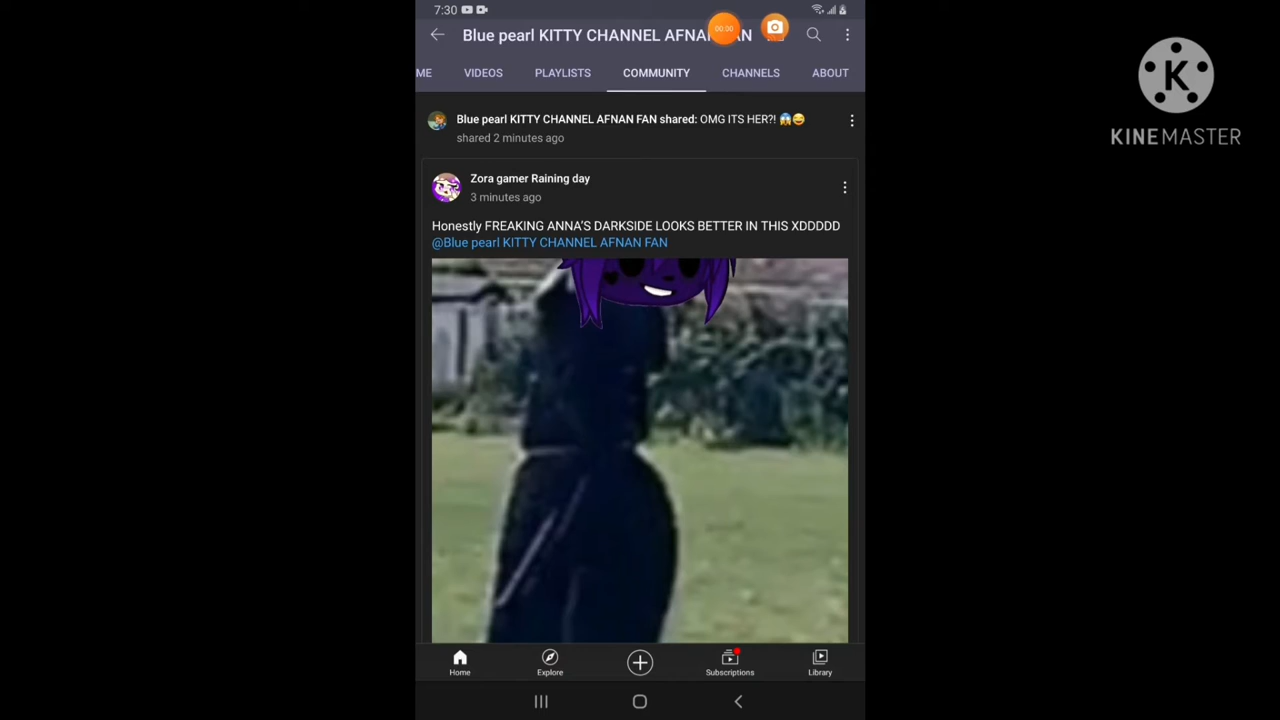 7:30
00:00
Blue pearl KITTY CHANNEL AFNAN FAN
ME VIDEOS PLAYLISTS COMMUNITY CHANNELS ABOUT
KINEMASTER
Blue pearl KITTY CHANNEL AFNAN FAN shared: OMG ITS HER?! 😱😅
shared 2 minutes ago
Zora gamer Raining day
3 minutes ago
Honestly FREAKING ANNA'S DARKSIDE LOOKS BETTER IN THIS XDDDDD
@Blue pearl KITTY CHANNEL AFNAN FAN
Home Explore Subscriptions Library